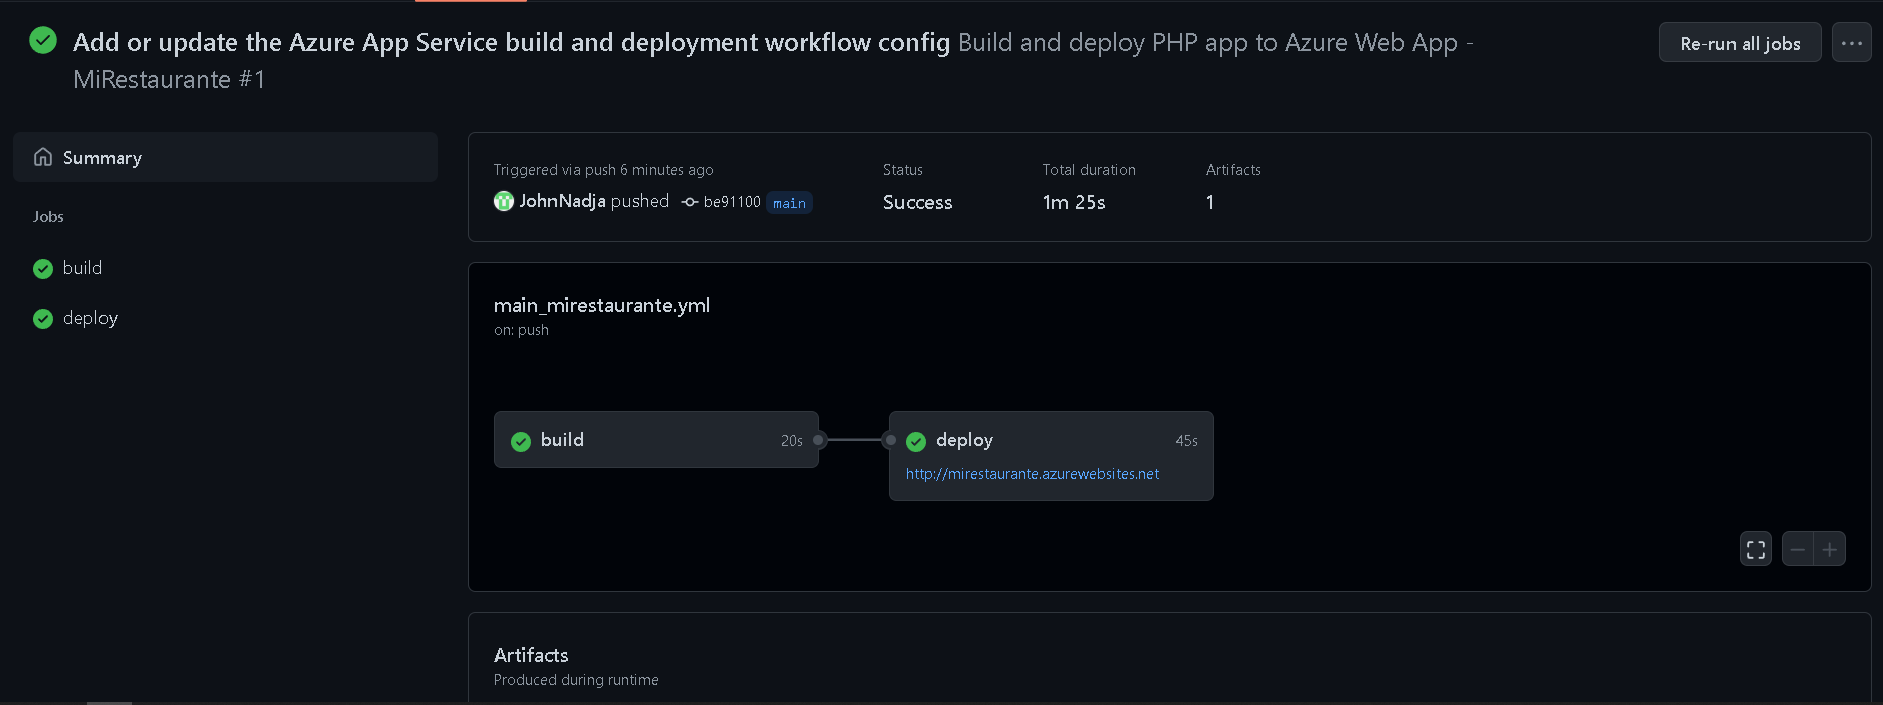 Add or update the Azure App Service build and deployment workflow config Build and deploy PHP app to Azure Web App -
MiRestaurante #1
Re-run all jobs
Summary
Jobs
build
deploy
Triggered via push 6 minutes ago
JohnNadja pushed be91100 main
Status
Success
Total duration
1m 25s
Artifacts
1
main_mirestaurante.yml
on: push
build 20s
deploy 45s
http://mirestaurante.azurewebsites.net
Artifacts
Produced during runtime